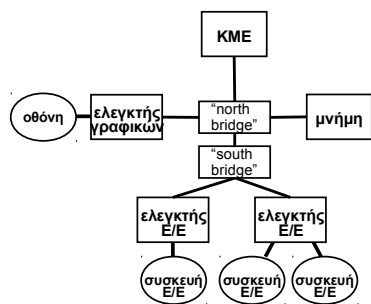 ΚΜΕ
οθόνη
ελεγκτής
γραφικών
“north
bridge”
μνήμη
“south
bridge”
ελεγκτής
Ε/Ε
ελεγκτής
Ε/Ε
συσκευή
Ε/Ε
συσκευή
Ε/Ε
συσκευή
Ε/Ε